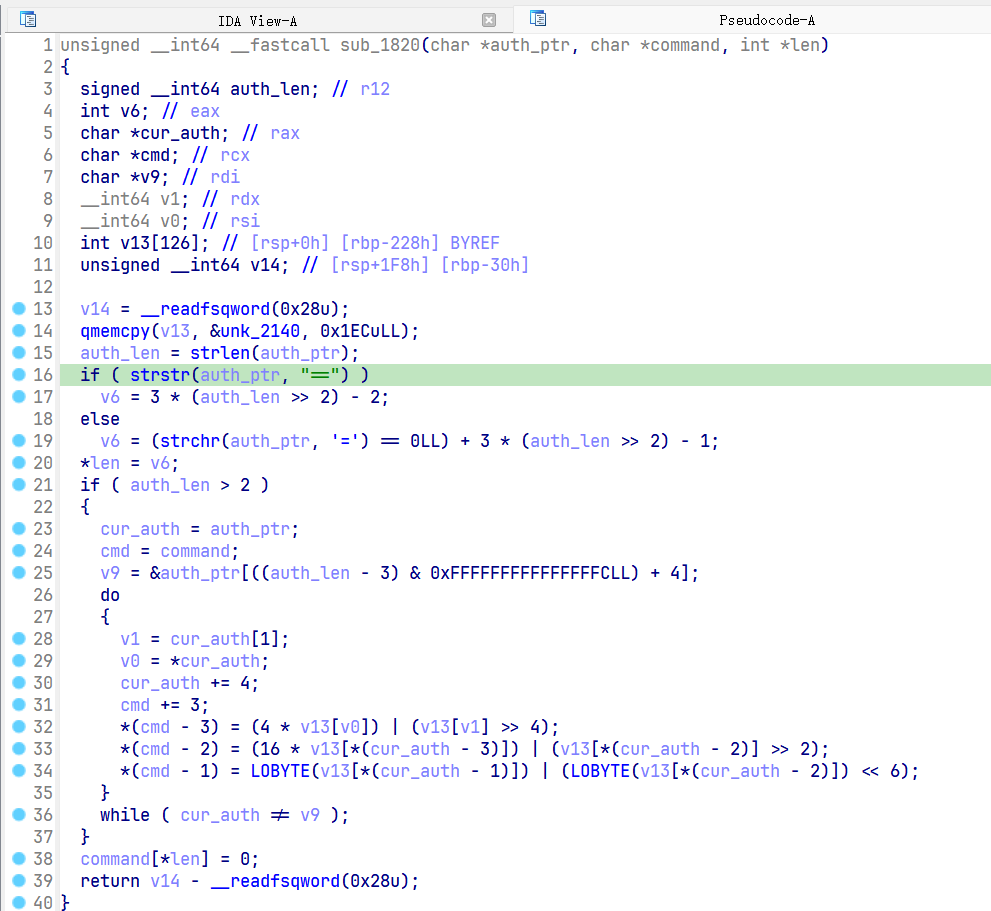 IDA View-A
Pseudocode-A
1 unsigned __int64 __fastcall sub_1820(char *auth_ptr, char *command, int *len)
2 {
3   signed __int64 auth_len; // r12
4   int v6; // eax
5   char *cur_auth; // rax
6   char *cmd; // rcx
7   char *v9; // rdi
8   __int64 v1; // rdx
9   __int64 v0; // rsi
10   int v13[126]; // [rsp+0h] [rbp-228h] BYREF
11   unsigned __int64 v14; // [rsp+1F8h] [rbp-30h]
12
13   v14 = __readfsqword(0x28u);
14   qmemcpy(v13, &unk_2140, 0x1ECuLL);
15   auth_len = strlen(auth_ptr);
16   if ( strstr(auth_ptr, "==") )
17     v6 = 3 * (auth_len >> 2) - 2;
18   else
19     v6 = (strchr(auth_ptr, '=') == 0LL) + 3 * (auth_len >> 2) - 1;
20   *len = v6;
21   if ( auth_len > 2 )
22   {
23     cur_auth = auth_ptr;
24     cmd = command;
25     v9 = &auth_ptr[((auth_len - 3) & 0xFFFFFFFFFFFFFFFCLL) + 4];
26     do
27     {
28       v1 = cur_auth[1];
29       v0 = *cur_auth;
30       cur_auth += 4;
31       cmd += 3;
32       *(cmd - 3) = (4 * v13[v0]) | (v13[v1] >> 4);
33       *(cmd - 2) = (16 * v13[*(cur_auth - 3)]) | (v13[*(cur_auth - 2)] >> 2);
34       *(cmd - 1) = LOBYTE(v13[*(cur_auth - 1)]) | (LOBYTE(v13[*(cur_auth - 2)]) << 6);
35     }
36     while ( cur_auth != v9 );
37   }
38   command[*len] = 0;
39   return v14 - __readfsqword(0x28u);
40 }